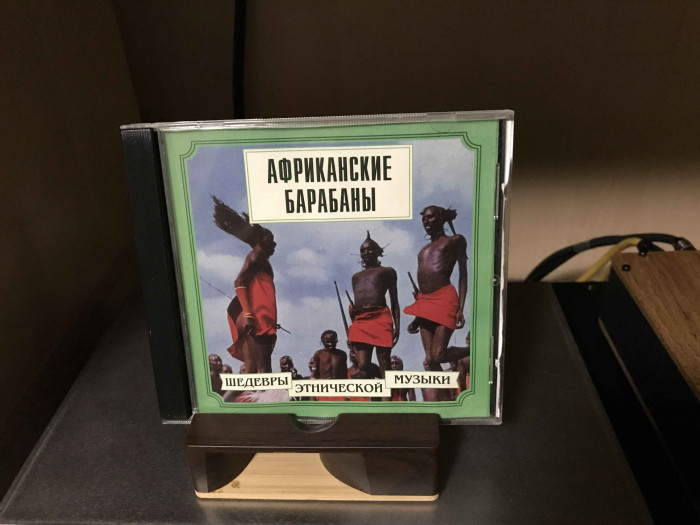 АФРИКАНСКИЕ
БАРАБАНЫ
ШЕДЕВРЫ ЭТНИЧЕСКОЙ МУЗЫКИ